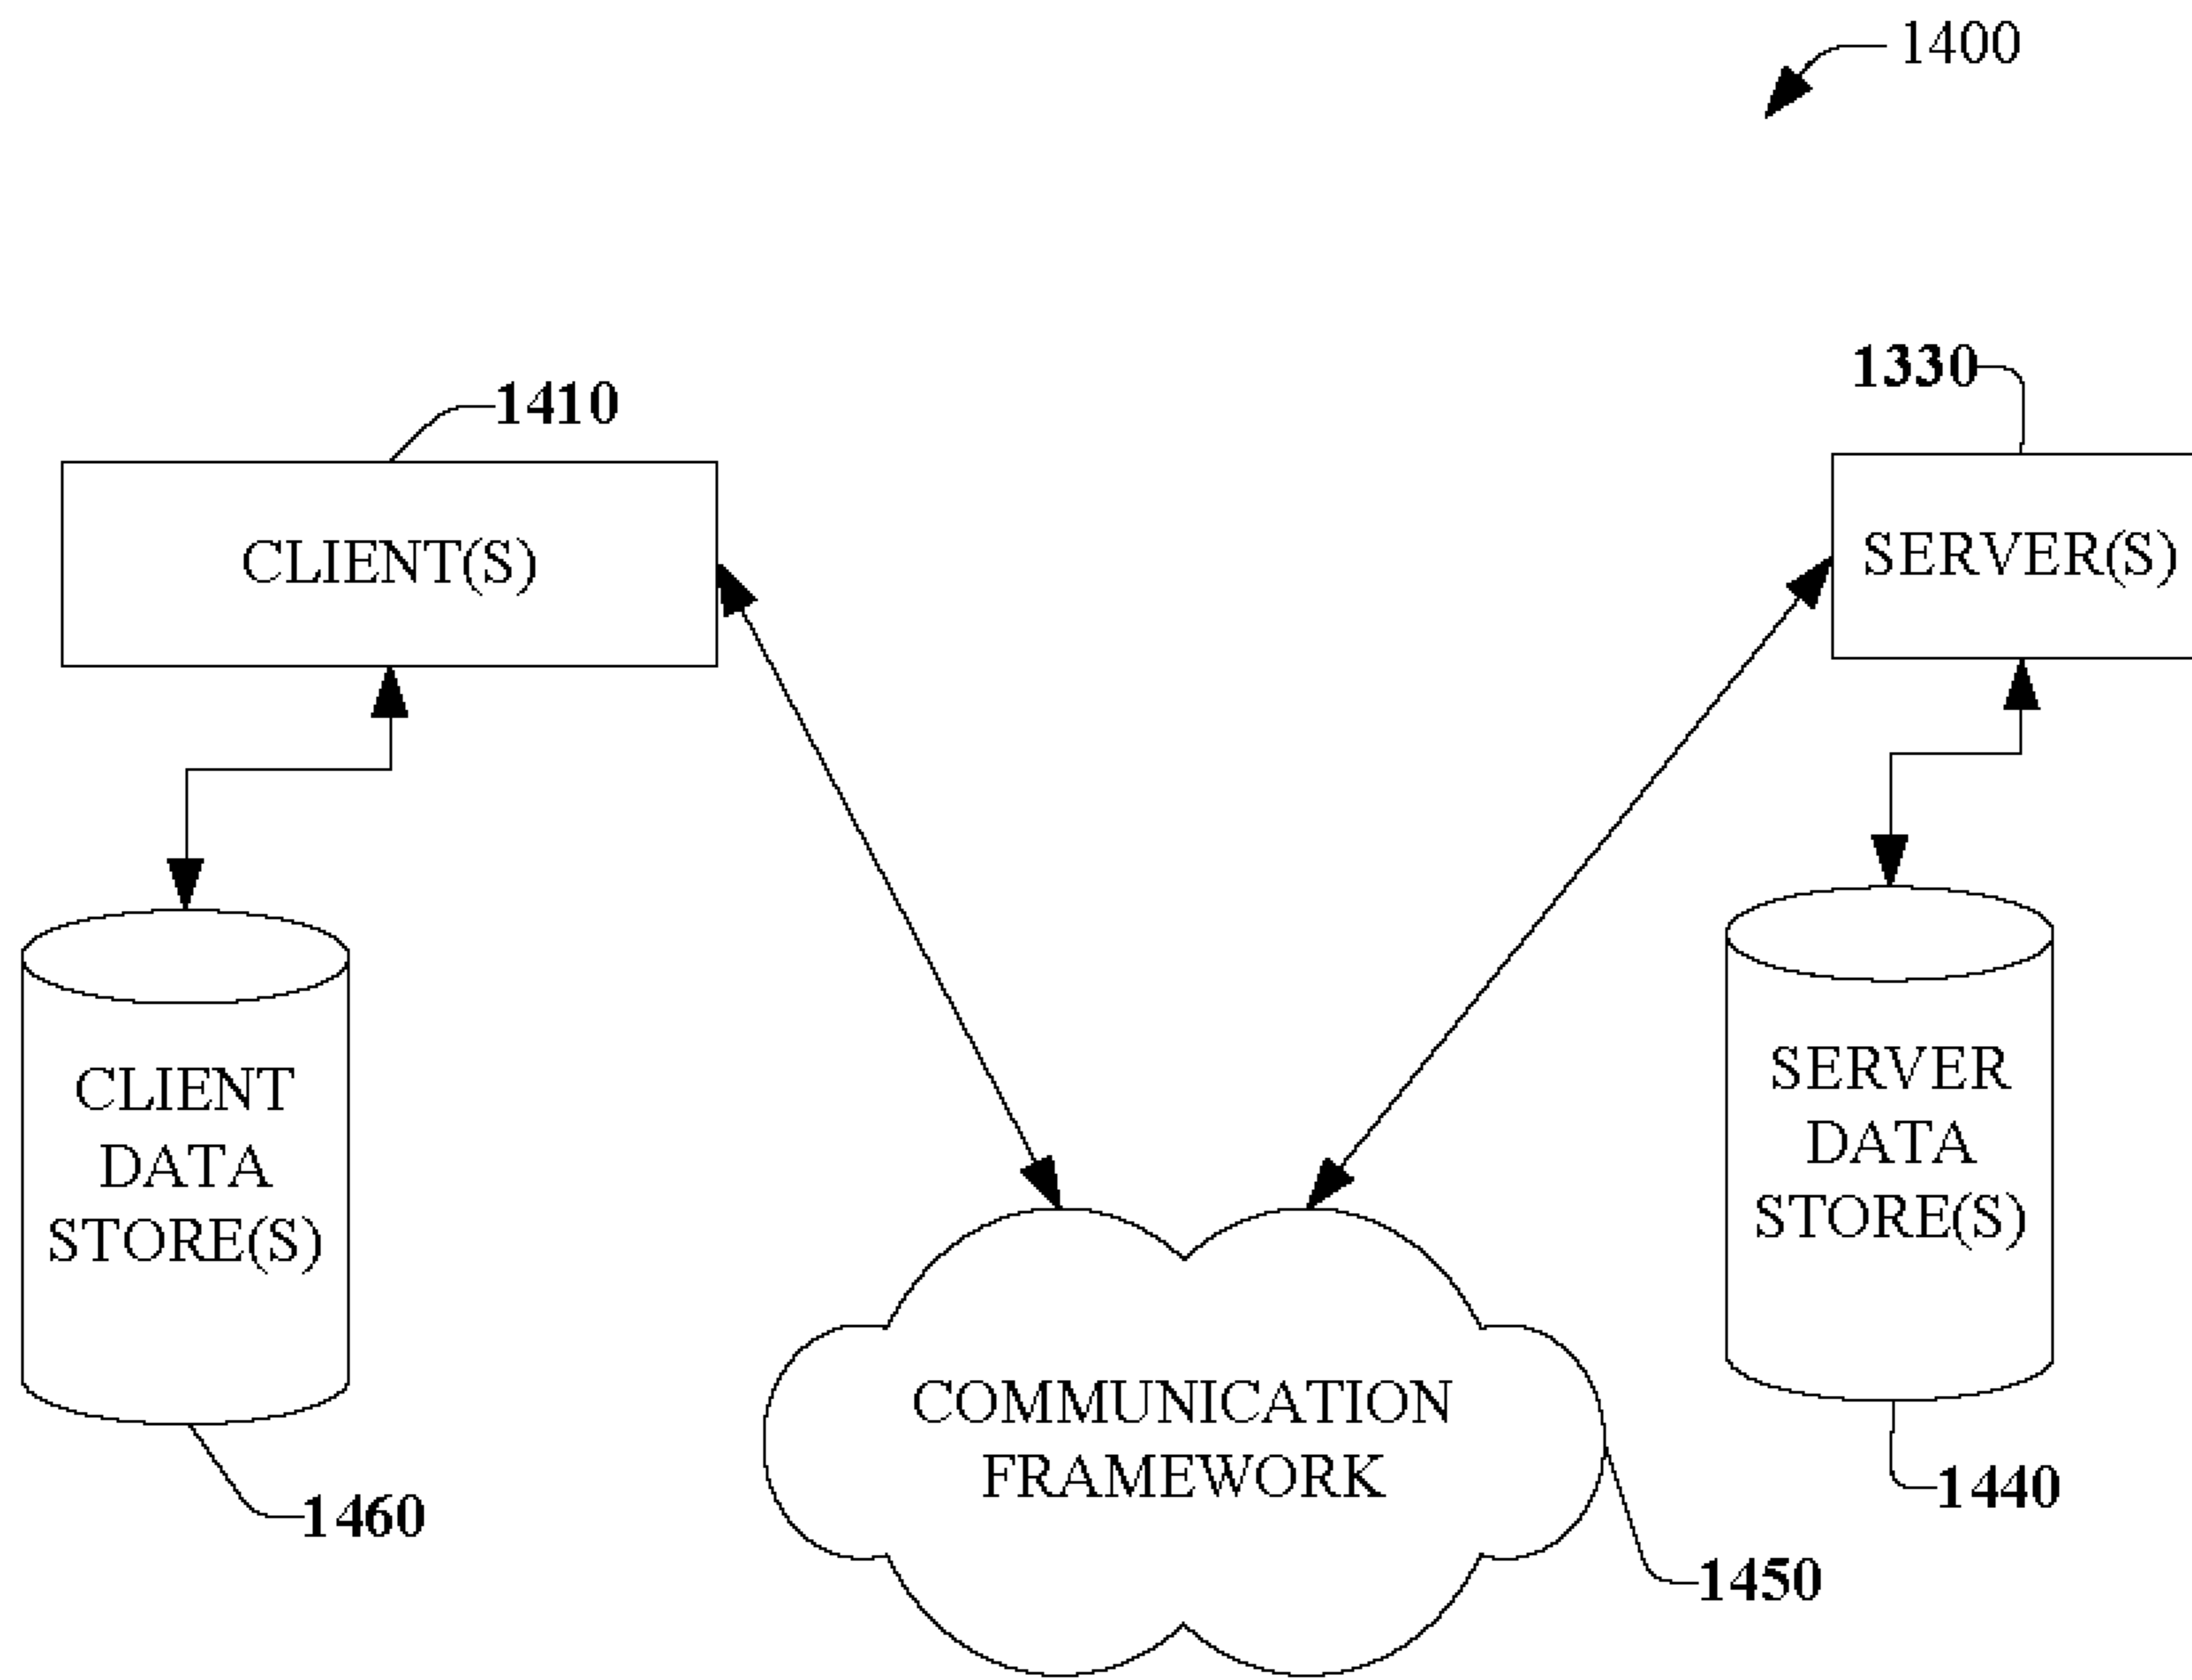 1400
1410
1330
CLIENT(S)
SERVER(S)
CLIENT
DATA
STORE(S)
SERVER
DATA
STORE(S)
COMMUNICATION
FRAMEWORK
1460
1440
1450